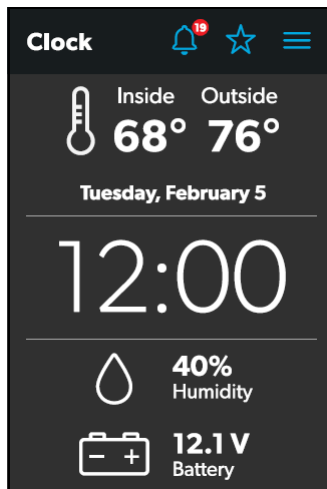 Clock 19
Inside Outside
68° 76°
Tuesday, February 5
12:00
40%
Humidity
12.1 V
Battery